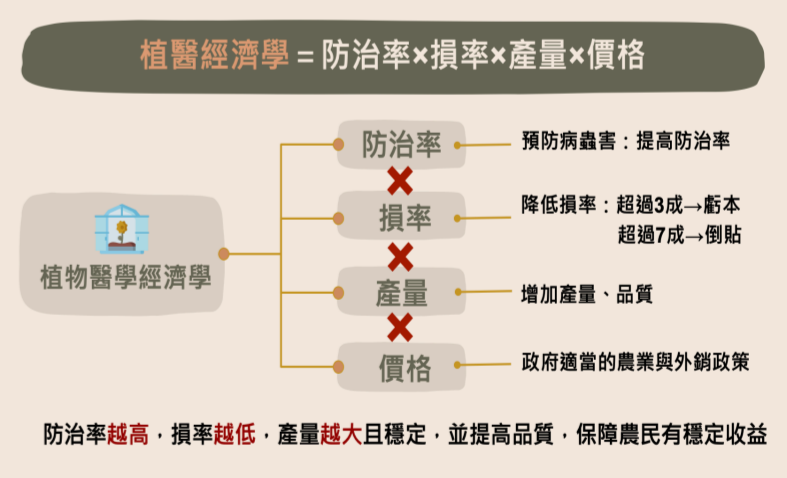 植醫經濟學 = 防治率×損率×產量×價格
防治率
預防病蟲害：提高防治率
×
損率
降低損率：超過3成→虧本
超過7成→倒貼
×
植物醫學經濟學
產量
增加產量、品質
×
價格
政府適當的農業與外銷政策
防治率越高，損率越低，產量越大且穩定，並提高品質，保障農民有穩定收益